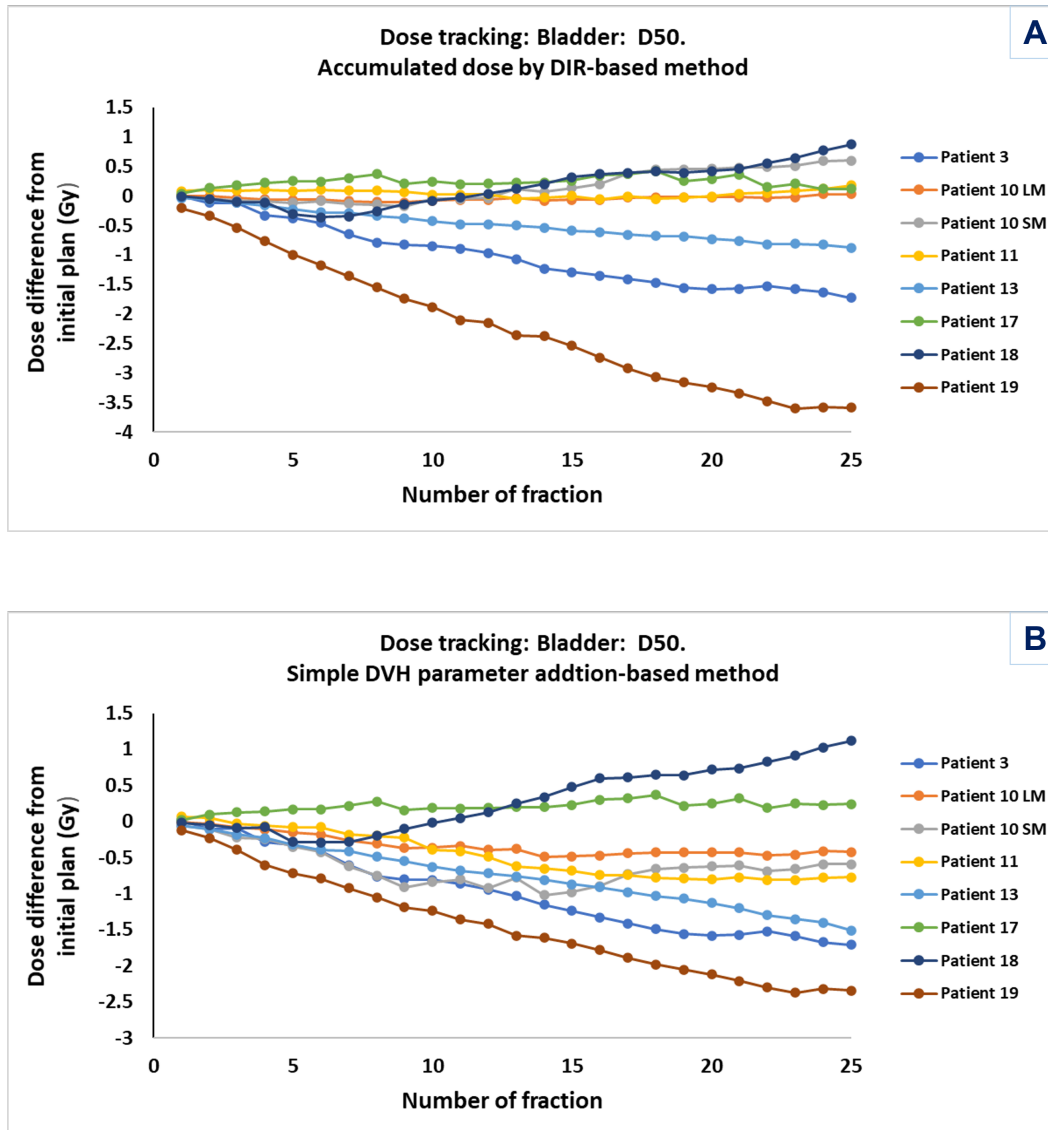 A
Dose tracking: Bladder:  D50.
Accumulated dose by DIR-based method
Dose difference from
initial plan (Gy)
1.5
1
0.5
0
-0.5
-1
-1.5
-2
-2.5
-3
-3.5
-4
0
5
10
15
20
25
Number of fraction
Patient 3
Patient 10 LM
Patient 10 SM
Patient 11
Patient 13
Patient 17
Patient 18
Patient 19
B
Dose tracking: Bladder:  D50.
Simple DVH parameter addtion-based method
Dose difference from
initial plan (Gy)
1.5
1
0.5
0
-0.5
-1
-1.5
-2
-2.5
-3
0
5
10
15
20
25
Number of fraction
Patient 3
Patient 10 LM
Patient 10 SM
Patient 11
Patient 13
Patient 17
Patient 18
Patient 19